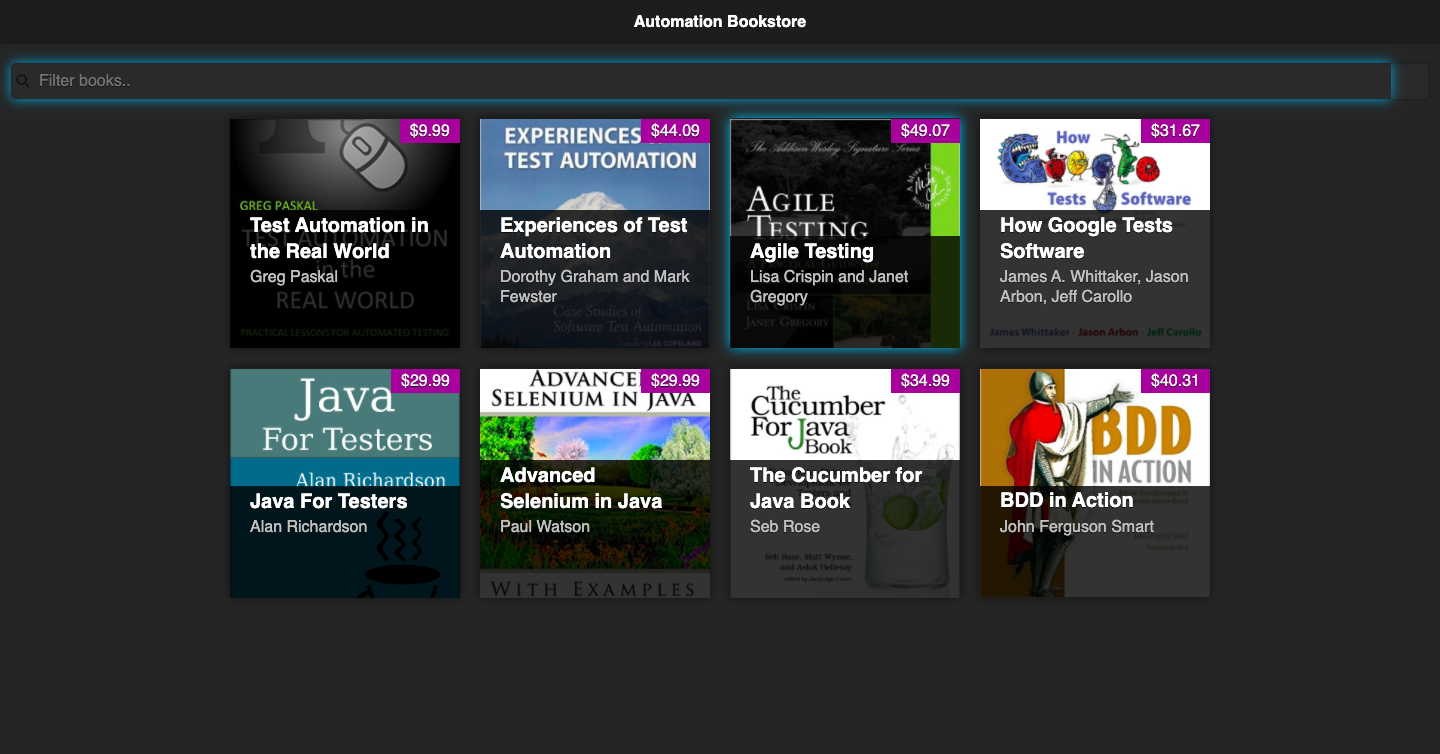 Automation Bookstore
Filter books..
$9.99
GREG PASKAL
TEST AUTOMATION
in the
REAL WORLD
PRACTICAL LESSONS FOR AUTOMATED TESTING
Test Automation in
the Real World
Greg Paskal
$44.09
EXPERIENCES
TEST AUTOMATION
Experiences of Test
Automation
Dorothy Graham and Mark
Fewster
Case Studies of
Software Test Automation
LEE COPELAND
$49.07
The Addison Wesley Signature Series
AGILE
TESTING
Agile Testing
Lisa Crispin and Janet
Gregory
LISA CRISPIN
JANET GREGORY
$31.67
How
Google
Tests Software
How Google Tests
Software
James A. Whittaker, Jason
Arbon, Jeff Carollo
James Whittaker - Jason Arbon - Jeff Carollo
$29.99
Java
For Testers
Alan Richardson
Java For Testers
Alan Richardson
$29.99
ADVANCED
SELENIUM IN JAVA
Advanced
Selenium in Java
Paul Watson
WITH EXAMPLES
$34.99
The
Cucumber
For Java
Book
The Cucumber for
Java Book
Seb Rose
Seb Rose, Matt Wynne,
and Aslak Hellesøy
$40.31
BDD
IN ACTION
BDD in Action
John Ferguson Smart